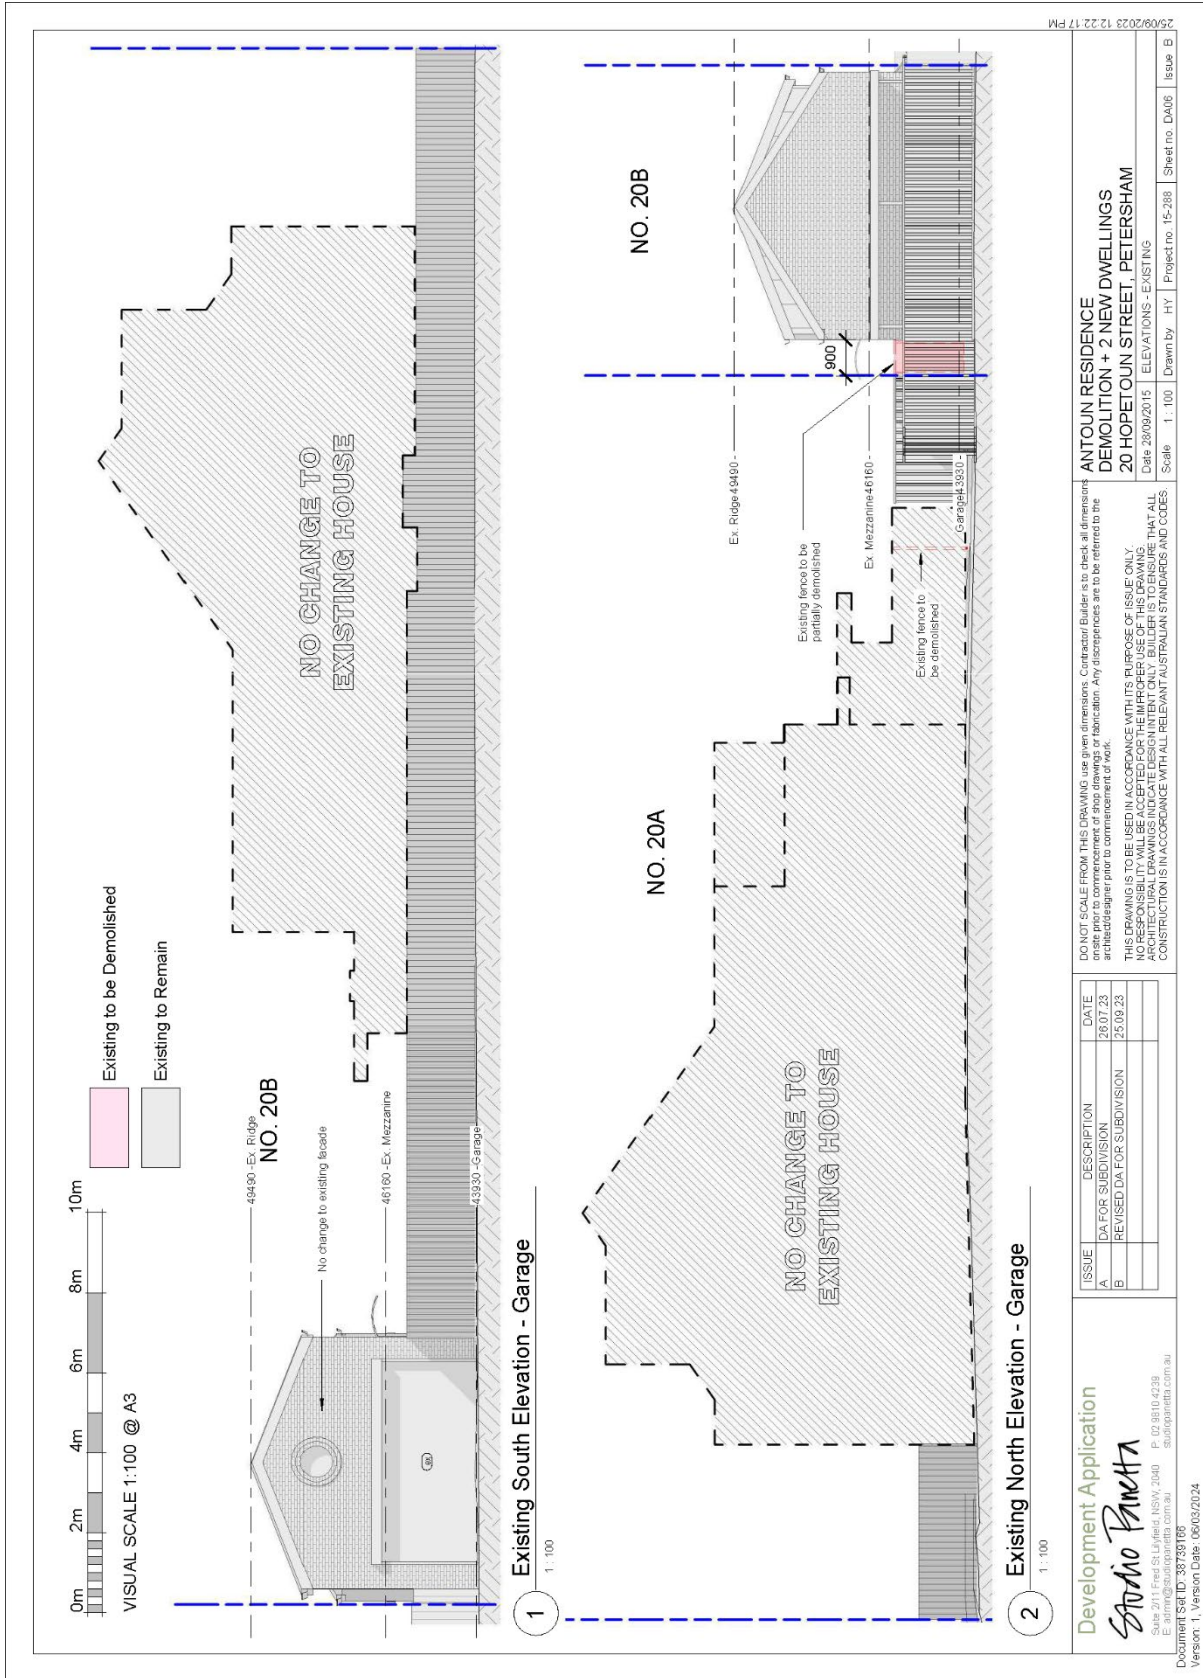 Existing to be Demolished
Existing to Remain
0m 2m 4m 6m 8m 10m
VISUAL SCALE 1:100 @ A3
49490 - Ex. Ridge
NO. 20B
No change to existing facade
46160 - Ex. Mezzanine
43930 - Garage
ex
NO CHANGE TO
EXISTING HOUSE
1
Existing South Elevation - Garage
1 : 100
NO. 20A
NO. 20B
NO CHANGE TO
EXISTING HOUSE
Ex. Ridge 49490 -
Existing fence to be
partially demolished
900
Ex. Mezzanine 46160 -
Existing fence to
be demolished
Garage 43930 -
2
Existing North Elevation - Garage
1 : 100
Development Application
Studio Panetta
Suite 2/11 Fred St Lilyfield, NSW, 2040 P: 02 9810 4239
E: admin@studiopanetta.com.au studiopanetta.com.au
ISSUE DESCRIPTION DATE
A DA FOR SUBDIVISION 26.07.23
B REVISED DA FOR SUBDIVISION 25.09.23
DO NOT SCALE FROM THIS DRAWING use given dimensions. Contractor/ Builder is to check all dimensions
onsite prior to commencement of shop drawings or fabrication. Any discrepencies are to be referred to the
architect/designer prior to commencement of work.
THIS DRAWING IS TO BE USED IN ACCORDANCE WITH ITS 'PURPOSE OF ISSUE' ONLY.
NO RESPONSIBILITY WILL BE ACCEPTED FOR THE IMPROPER USE OF THIS DRAWING.
ARCHITECTURAL DRAWINGS INDICATE DESIGN INTENT ONLY. BUILDER IS TO ENSURE THAT ALL
CONSTRUCTION IS IN ACCORDANCE WITH ALL RELEVANT AUSTRALIAN STANDARDS AND CODES.
ANTOUN RESIDENCE
DEMOLITION + 2 NEW DWELLINGS
20 HOPETOUN STREET, PETERSHAM
Date 28/09/2015 ELEVATIONS - EXISTING
Scale 1 : 100 Drawn by HY Project no. 15-288 Sheet no. DA06 Issue B
25/09/2023 12:22:17 PM
Document Set ID: 38739166
Version: 1, Version Date: 06/03/2024